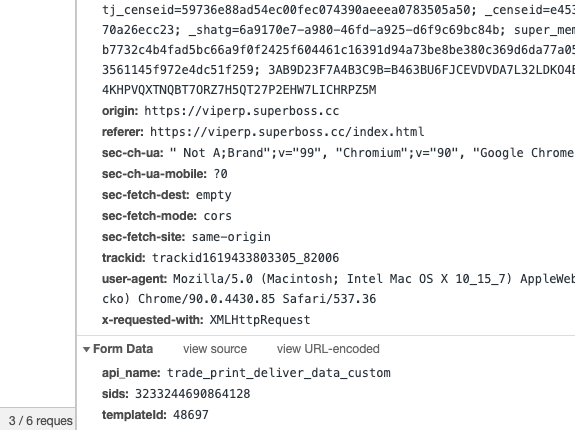 tj_censeid=59736e88ad54ec00fec074390aeeea0783505a50; _censeid=e453
70a26ecc23; _shatg=6a9170e7-a980-46fd-a925-d6f9c69bc84b; super_mem
b7732c4b4fad5bc66a9f0f2425f604461c16391d94a73be8be380c369d6da77a05
3561145f972e4dc51f259; 3AB9D23F7A4B3C9B=B463BU6FJCEVDVDA7L32LDKO4E
4KHPVQXTNQBT7ORZ7H5QT27P2EHW7LICHRPZ5M
origin: https://viperp.superboss.cc
referer: https://viperp.superboss.cc/index.html
sec-ch-ua: " Not A;Brand";v="99", "Chromium";v="90", "Google Chrome
sec-ch-ua-mobile: ?0
sec-fetch-dest: empty
sec-fetch-mode: cors
sec-fetch-site: same-origin
trackid: trackid1619433803305_82006
user-agent: Mozilla/5.0 (Macintosh; Intel Mac OS X 10_15_7) AppleWeb
cko) Chrome/90.0.4430.85 Safari/537.36
x-requested-with: XMLHttpRequest
Form Data view source view URL-encoded
api_name: trade_print_deliver_data_custom
sids: 3233244690864128
templateId: 48697
3 / 6 reques